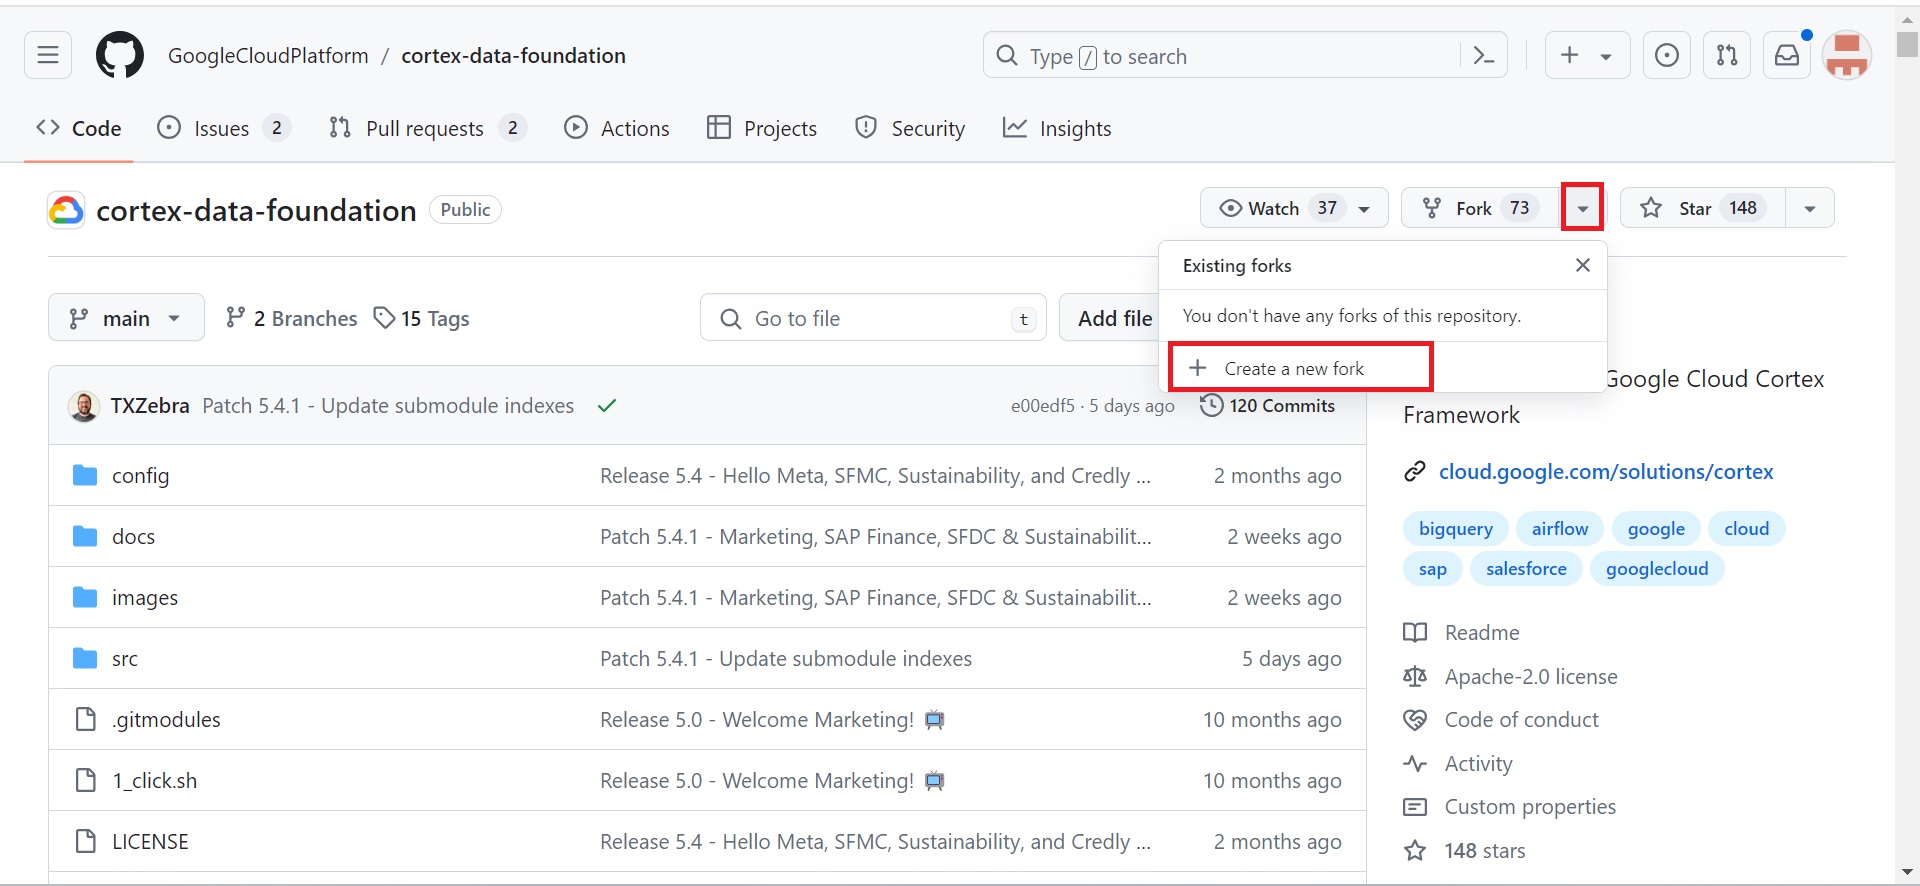 GoogleCloudPlatform / cortex-data-foundation
Type / to search
Code
Issues 2
Pull requests 2
Actions
Projects
Security
Insights
cortex-data-foundation Public
Watch 37
Fork 73
Star 148
Existing forks
You don't have any forks of this repository.
Create a new fork
main
2 Branches
15 Tags
Go to file t
Add file
TXZebra Patch 5.4.1 - Update submodule indexes
e00edf5 · 5 days ago
120 Commits
config Release 5.4 - Hello Meta, SFMC, Sustainability, and Credly ... 2 months ago
docs Patch 5.4.1 - Marketing, SAP Finance, SFDC & Sustainabilit... 2 weeks ago
images Patch 5.4.1 - Marketing, SAP Finance, SFDC & Sustainabilit... 2 weeks ago
src Patch 5.4.1 - Update submodule indexes 5 days ago
.gitmodules Release 5.0 - Welcome Marketing! 📺 10 months ago
1_click.sh Release 5.0 - Welcome Marketing! 📺 10 months ago
LICENSE Release 5.4 - Hello Meta, SFMC, Sustainability, and Credly ... 2 months ago
Google Cloud Cortex
Framework
cloud.google.com/solutions/cortex
bigquery airflow google cloud
sap salesforce googlecloud
Readme
Apache-2.0 license
Code of conduct
Activity
Custom properties
148 stars